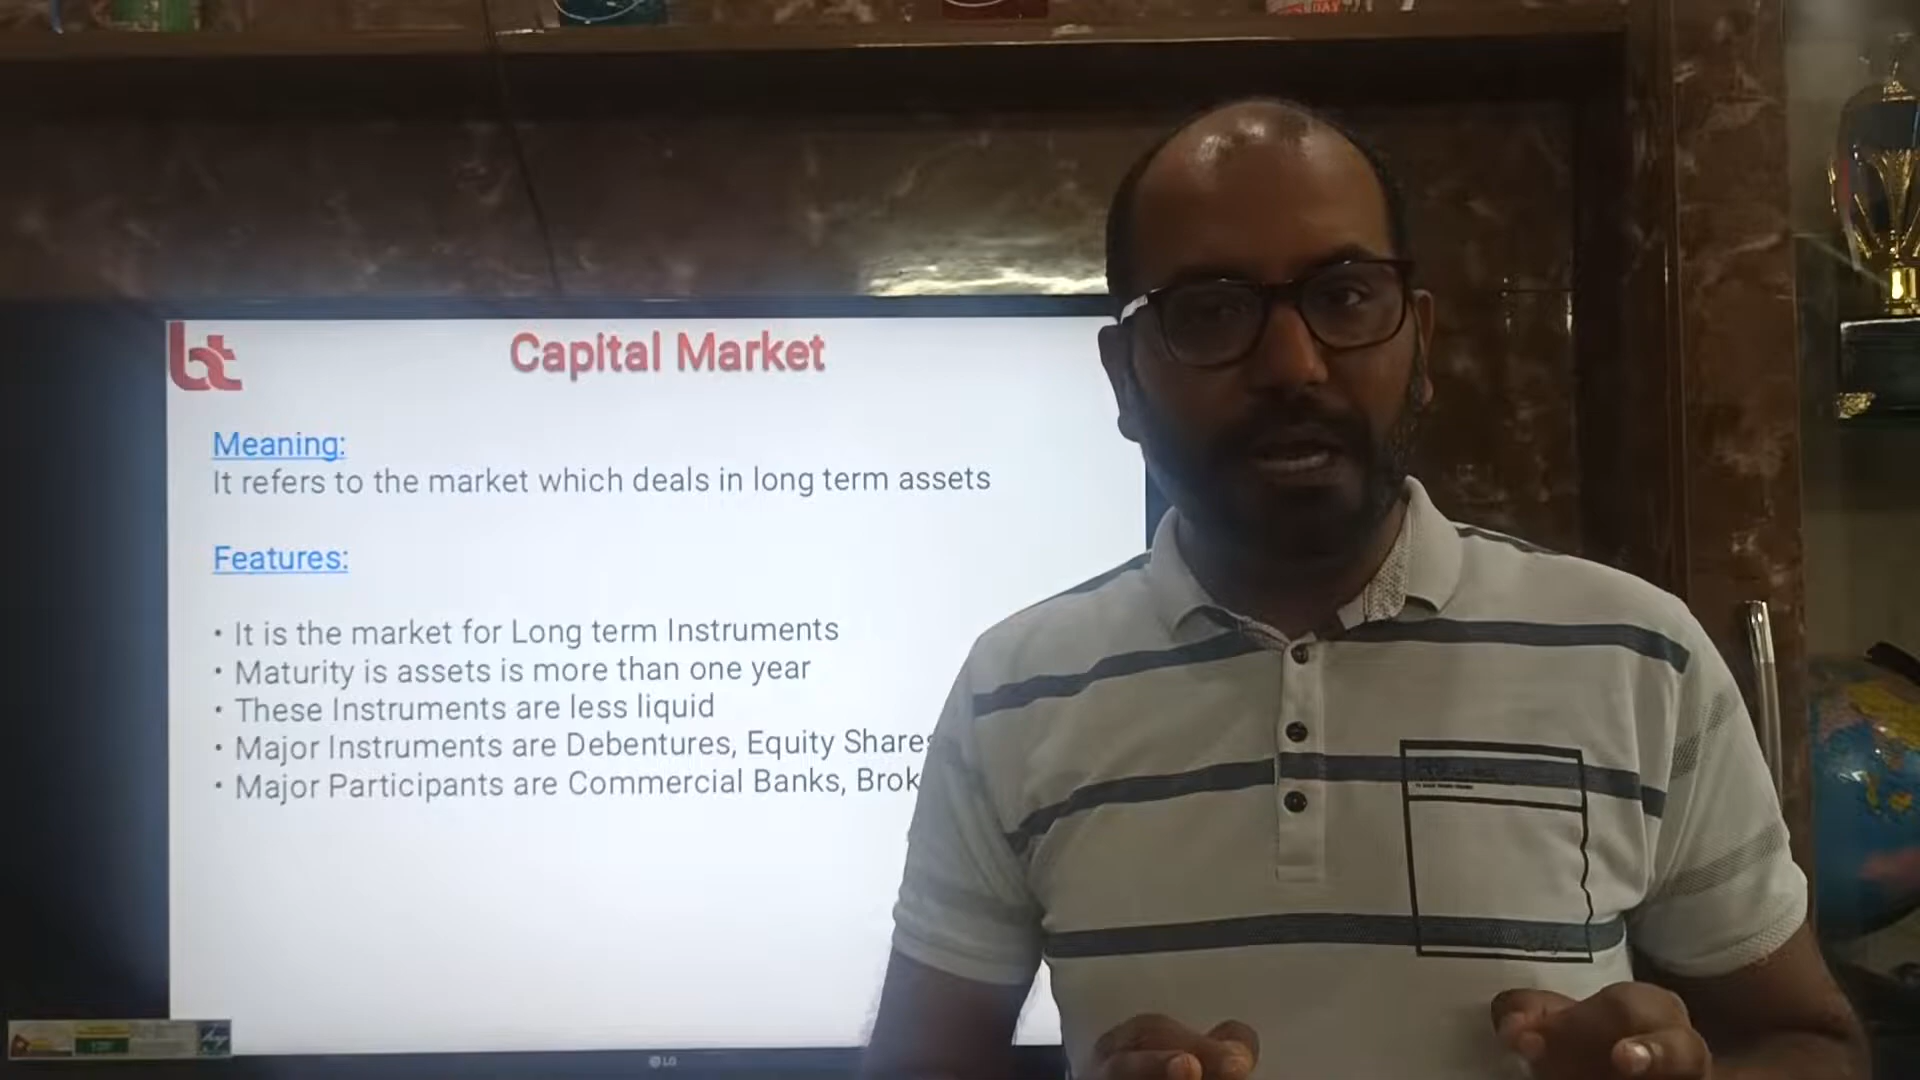 DAY
bt
Capital Market
Meaning:
It refers to the market which deals in long term assets
Features:
• It is the market for Long term Instruments
• Maturity is assets is more than one year
• These Instruments are less liquid
• Major Instruments are Debentures, Equity Shares
• Major Participants are Commercial Banks, Brok
LG